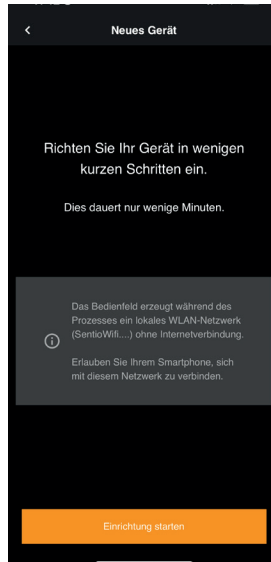 Neues Gerät
Richten Sie Ihr Gerät in wenigen
kurzen Schritten ein.
Dies dauert nur wenige Minuten.
Das Bedienfeld erzeugt während des
Prozesses ein lokales WLAN-Netzwerk
(SentioWifi....) ohne Internetverbindung.
Erlauben Sie Ihrem Smartphone, sich
mit diesem Netzwerk zu verbinden.
Einrichtung starten